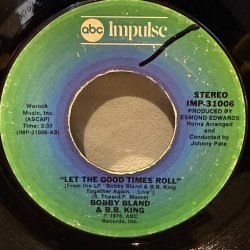 abc Impulse
STEREO
IMP-31006
Warock
Music, Inc.
(ASCAP)
Time: 3:33
(IMP-31006-AS)
Produced by
ESMOND EDWARDS
Horns Arranged
and
Conducted by
Johnny Pate
"LET THE GOOD TIMES ROLL"
(From the LP "Bobby Bland & B.B. King
Together Again...Live")
(S. Theard/F. Moore)
BOBBY BLAND
& B.B. KING
℗ 1976, ABC
Records, Inc.